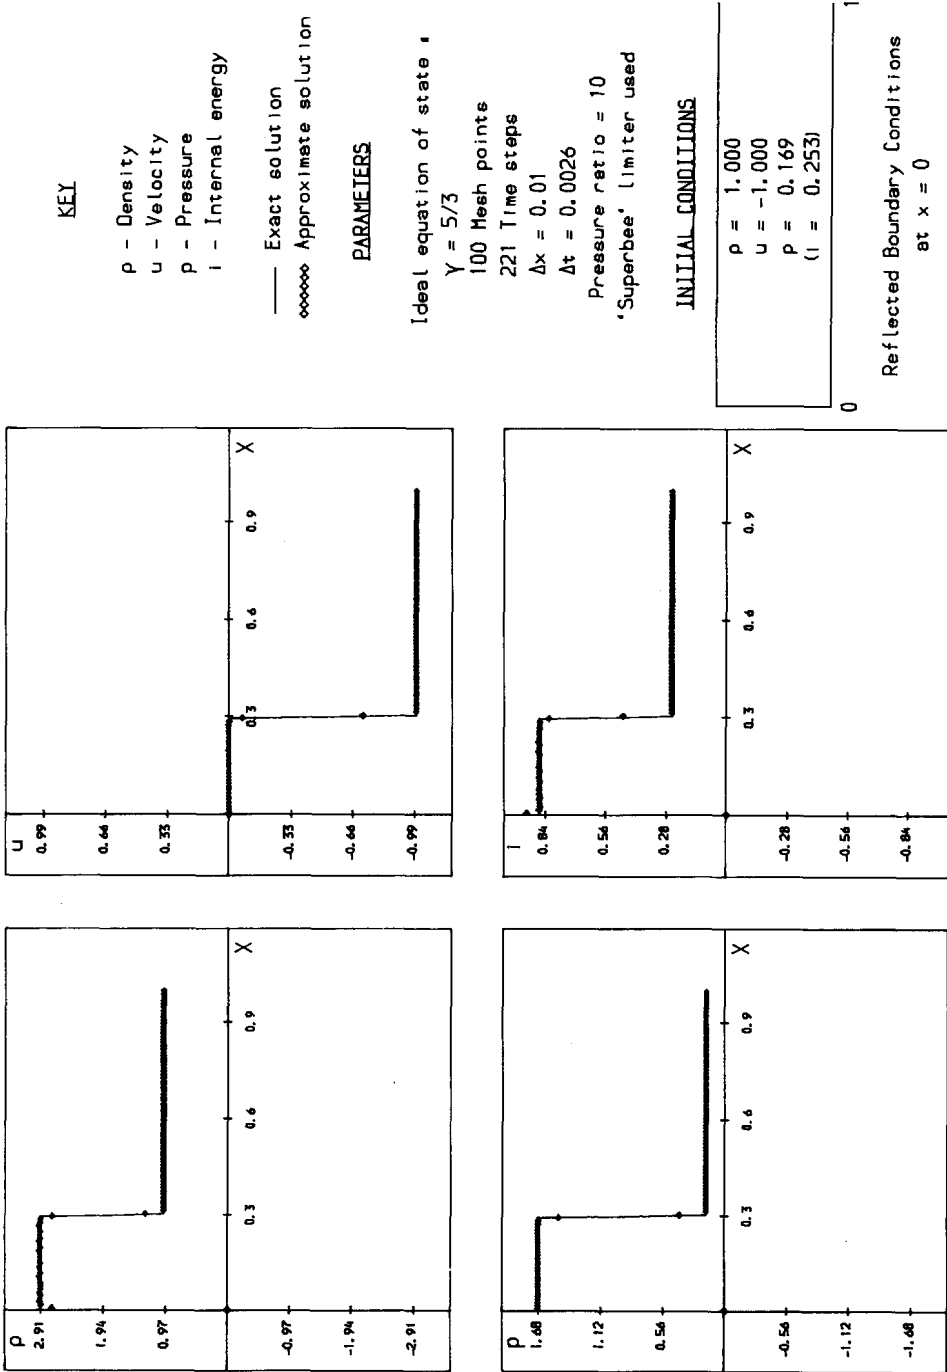 ρ
2.91
1.94
0.97
-0.97
-1.94
-2.91
0.3
0.6
0.9
X
u
0.99
0.66
0.33
-0.33
-0.66
-0.99
0.3
0.6
0.9
X
p
1.68
1.12
0.56
-0.56
-1.12
-1.68
0.3
0.6
0.9
X
i
0.84
0.56
0.28
-0.28
-0.56
-0.84
0.3
0.6
0.9
X
KEY
ρ - Density
u - Velocity
p - Pressure
i - Internal energy
Exact solution
Approximate solution
PARAMETERS
Ideal equation of state :
γ = 5/3
100 Mesh points
221 Time steps
Δx = 0.01
Δt = 0.0026
Pressure ratio = 10
'Superbee' limiter used
INITIAL CONDITIONS
ρ = 1.000
u = -1.000
p = 0.169
(i = 0.253)
0 1
Reflected Boundary Conditions
at x = 0